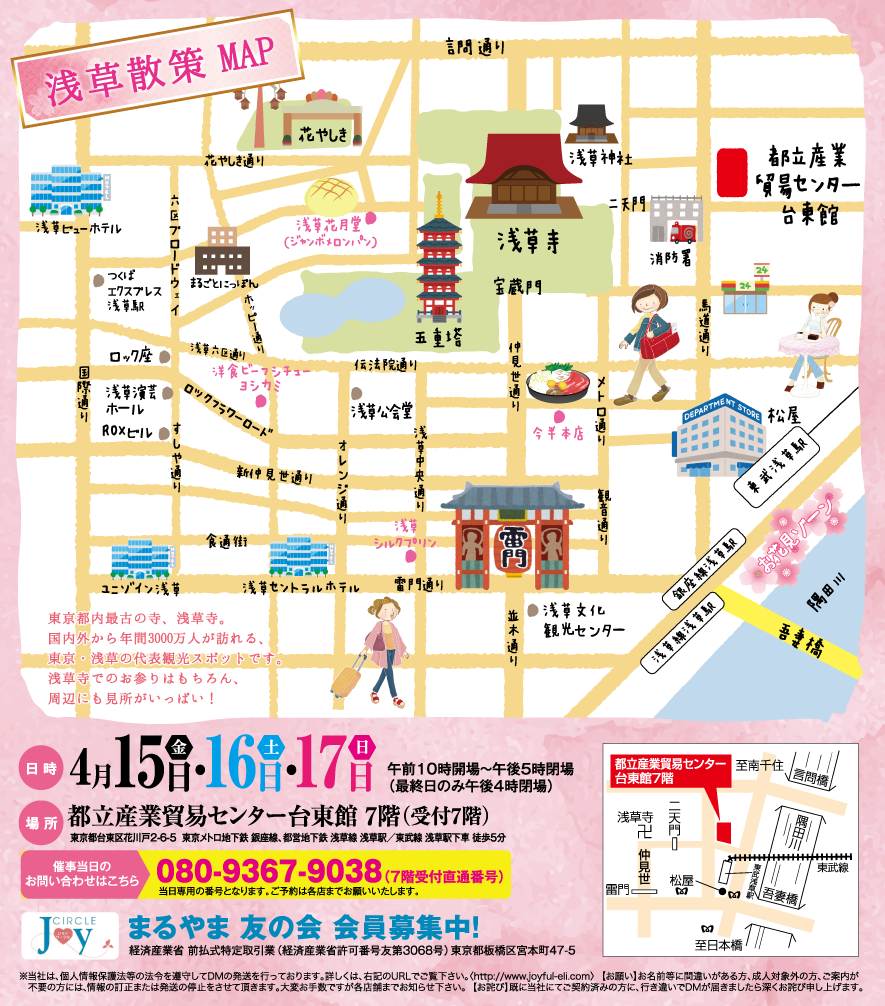 浅草散策 MAP
言問通り
花やしき
花やしき通り
浅草神社
都立産業
貿易センター
台東館
浅草ビューホテル
六区ブロードウェイ
浅草花月堂
(ジャンボメロンパン)
浅草寺
二天門
消防署
まるごとにっぽん
つくば
エクスプレス
浅草駅
ホッピー通り
宝蔵門
五重塔
24
24
馬道通り
ロック座
浅草六区通り
伝法院通り
仲見世通り
国際通り
洋食ビーフシチュー
ヨシカミ
浅草演芸
ホール
ROXビル
ロックフラワーロード
浅草公会堂
今半本店
メトロ通り
DEPARTMENT STORE
松屋
すしや通り
オレンジ通り
浅草中央通り
新仲見世通り
東武浅草駅
観音通り
雷門
お花見ゾーン
浅草
シルクプリン
食通街
銀座線浅草駅
隅田川
ユニゾイン浅草
浅草セントラルホテル
雷門通り
浅草文化
観光センター
並木通り
浅草線浅草駅
吾妻橋
東京都内最古の寺、浅草寺。
国内外から年間3000万人が訪れる、
東京・浅草の代表観光スポットです。
浅草寺でのお参りはもちろん、
周辺にも見所がいっぱい！
日時 4月15日金・16日土・17日日 午前10時開場～午後5時閉場
(最終日のみ午後4時閉場)
場所 都立産業貿易センター台東館 7階(受付7階)
東京都台東区花川戸2-6-5 東京メトロ地下鉄 銀座線、都営地下鉄 浅草線 浅草駅／東武線 浅草駅下車 徒歩5分
催事当日の
お問い合わせはこちら
080-9367-9038(7階受付直通番号)
当日専用の番号となります。ご予約は各店までお願いいたします。
CIRCLE
Joy
まるやま 友の会 会員募集中!
経済産業省 前払式特定取引業(経済産業省許可番号友第3068号)東京都板橋区宮本町47-5
都立産業貿易センター
台東館7階
至南千住
言問橋
浅草寺
卍
二天門
隅田川
仲見世
東武線
東武浅草駅
雷門
松屋
吾妻橋
至日本橋
※当社は、個人情報保護法等の法令を遵守してDMの発送を行っております。詳しくは、右記のURLでご覧下さい。〈http://www.joyful-eli.com〉【お願い】お名前等に間違いがある方、成人対象外の方、ご案内が
不要の方には、情報の訂正または発送の停止をさせて頂きます。大変お手数ですが各店舗までお知らせ下さい。【お詫び】既に当社にてご契約済みの方に、行き違いでDMが届きましたら深くお詫び申し上げます。